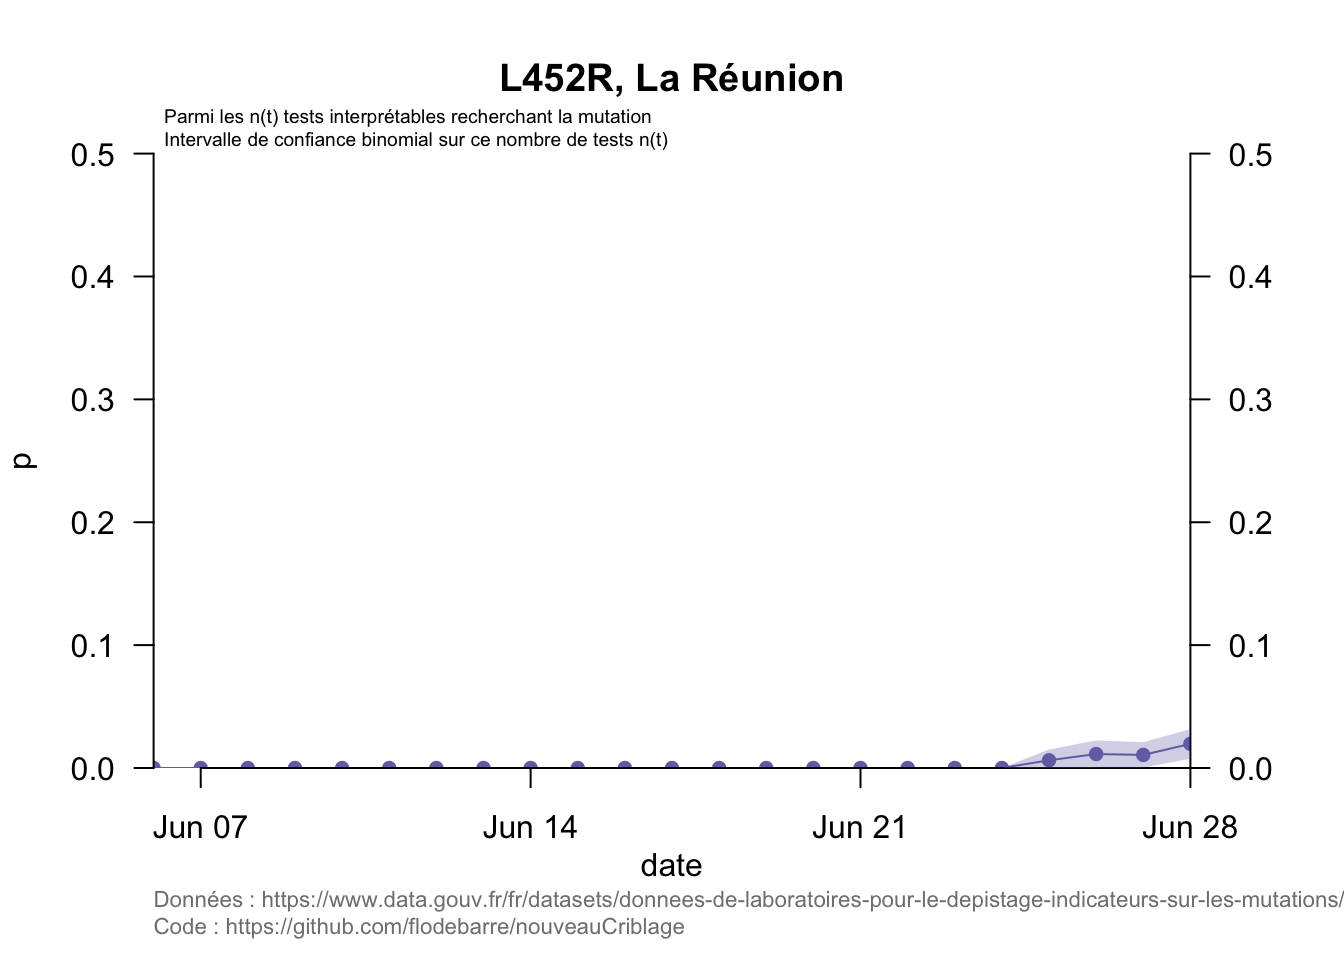 L452R, La Réunion
Parmi les n(t) tests interprétables recherchant la mutation
Intervalle de confiance binomial sur ce nombre de tests n(t)
0.5 0.5
0.4 0.4
0.3 0.3
p
0.2 0.2
0.1 0.1
0.0 0.0
Jun 07 Jun 14 Jun 21 Jun 28
date
Données : https://www.data.gouv.fr/fr/datasets/donnees-de-laboratoires-pour-le-depistage-indicateurs-sur-les-mutations/
Code : https://github.com/flodebarre/nouveauCriblage